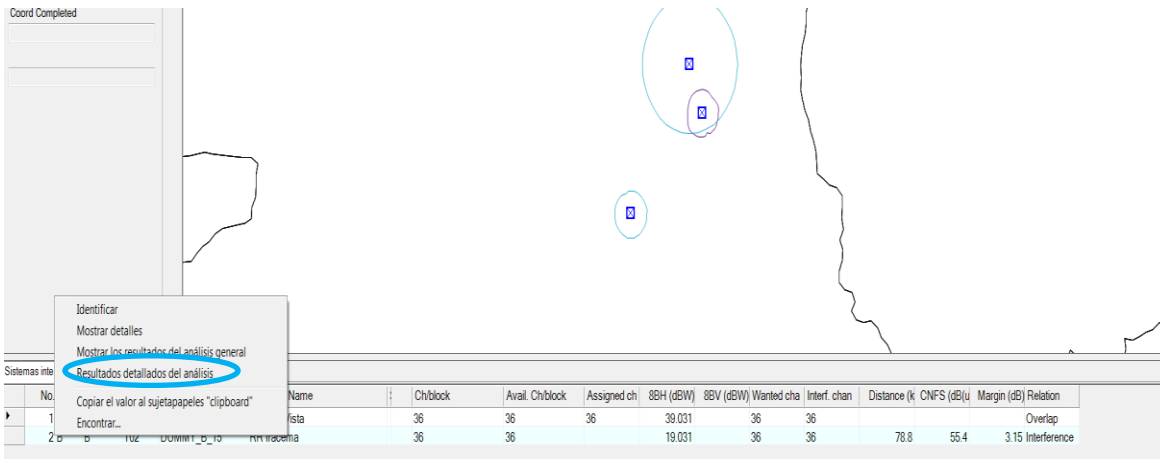 Coord Completed
Identificar
Mostrar detalles
Mostrar los resultados del análisis general
Resultados detallados del análisis
Copiar el valor al sujetapapeles "clipboard"
Encontrar...
Sistemas inte
No. Name Ch/block Avail. Ch/block Assigned ch 8BH (dBW) 8BV (dBW) Wanted cha Interf. chan Distance (k CNFS (dB(u Margin (dB) Relation
1 ista 36 36 36 39.031 36 36 Overlap
2 B B 102 DUMMY_B_15 RR Iracema 36 36 19.031 36 36 78.8 55.4 3.15 Interference